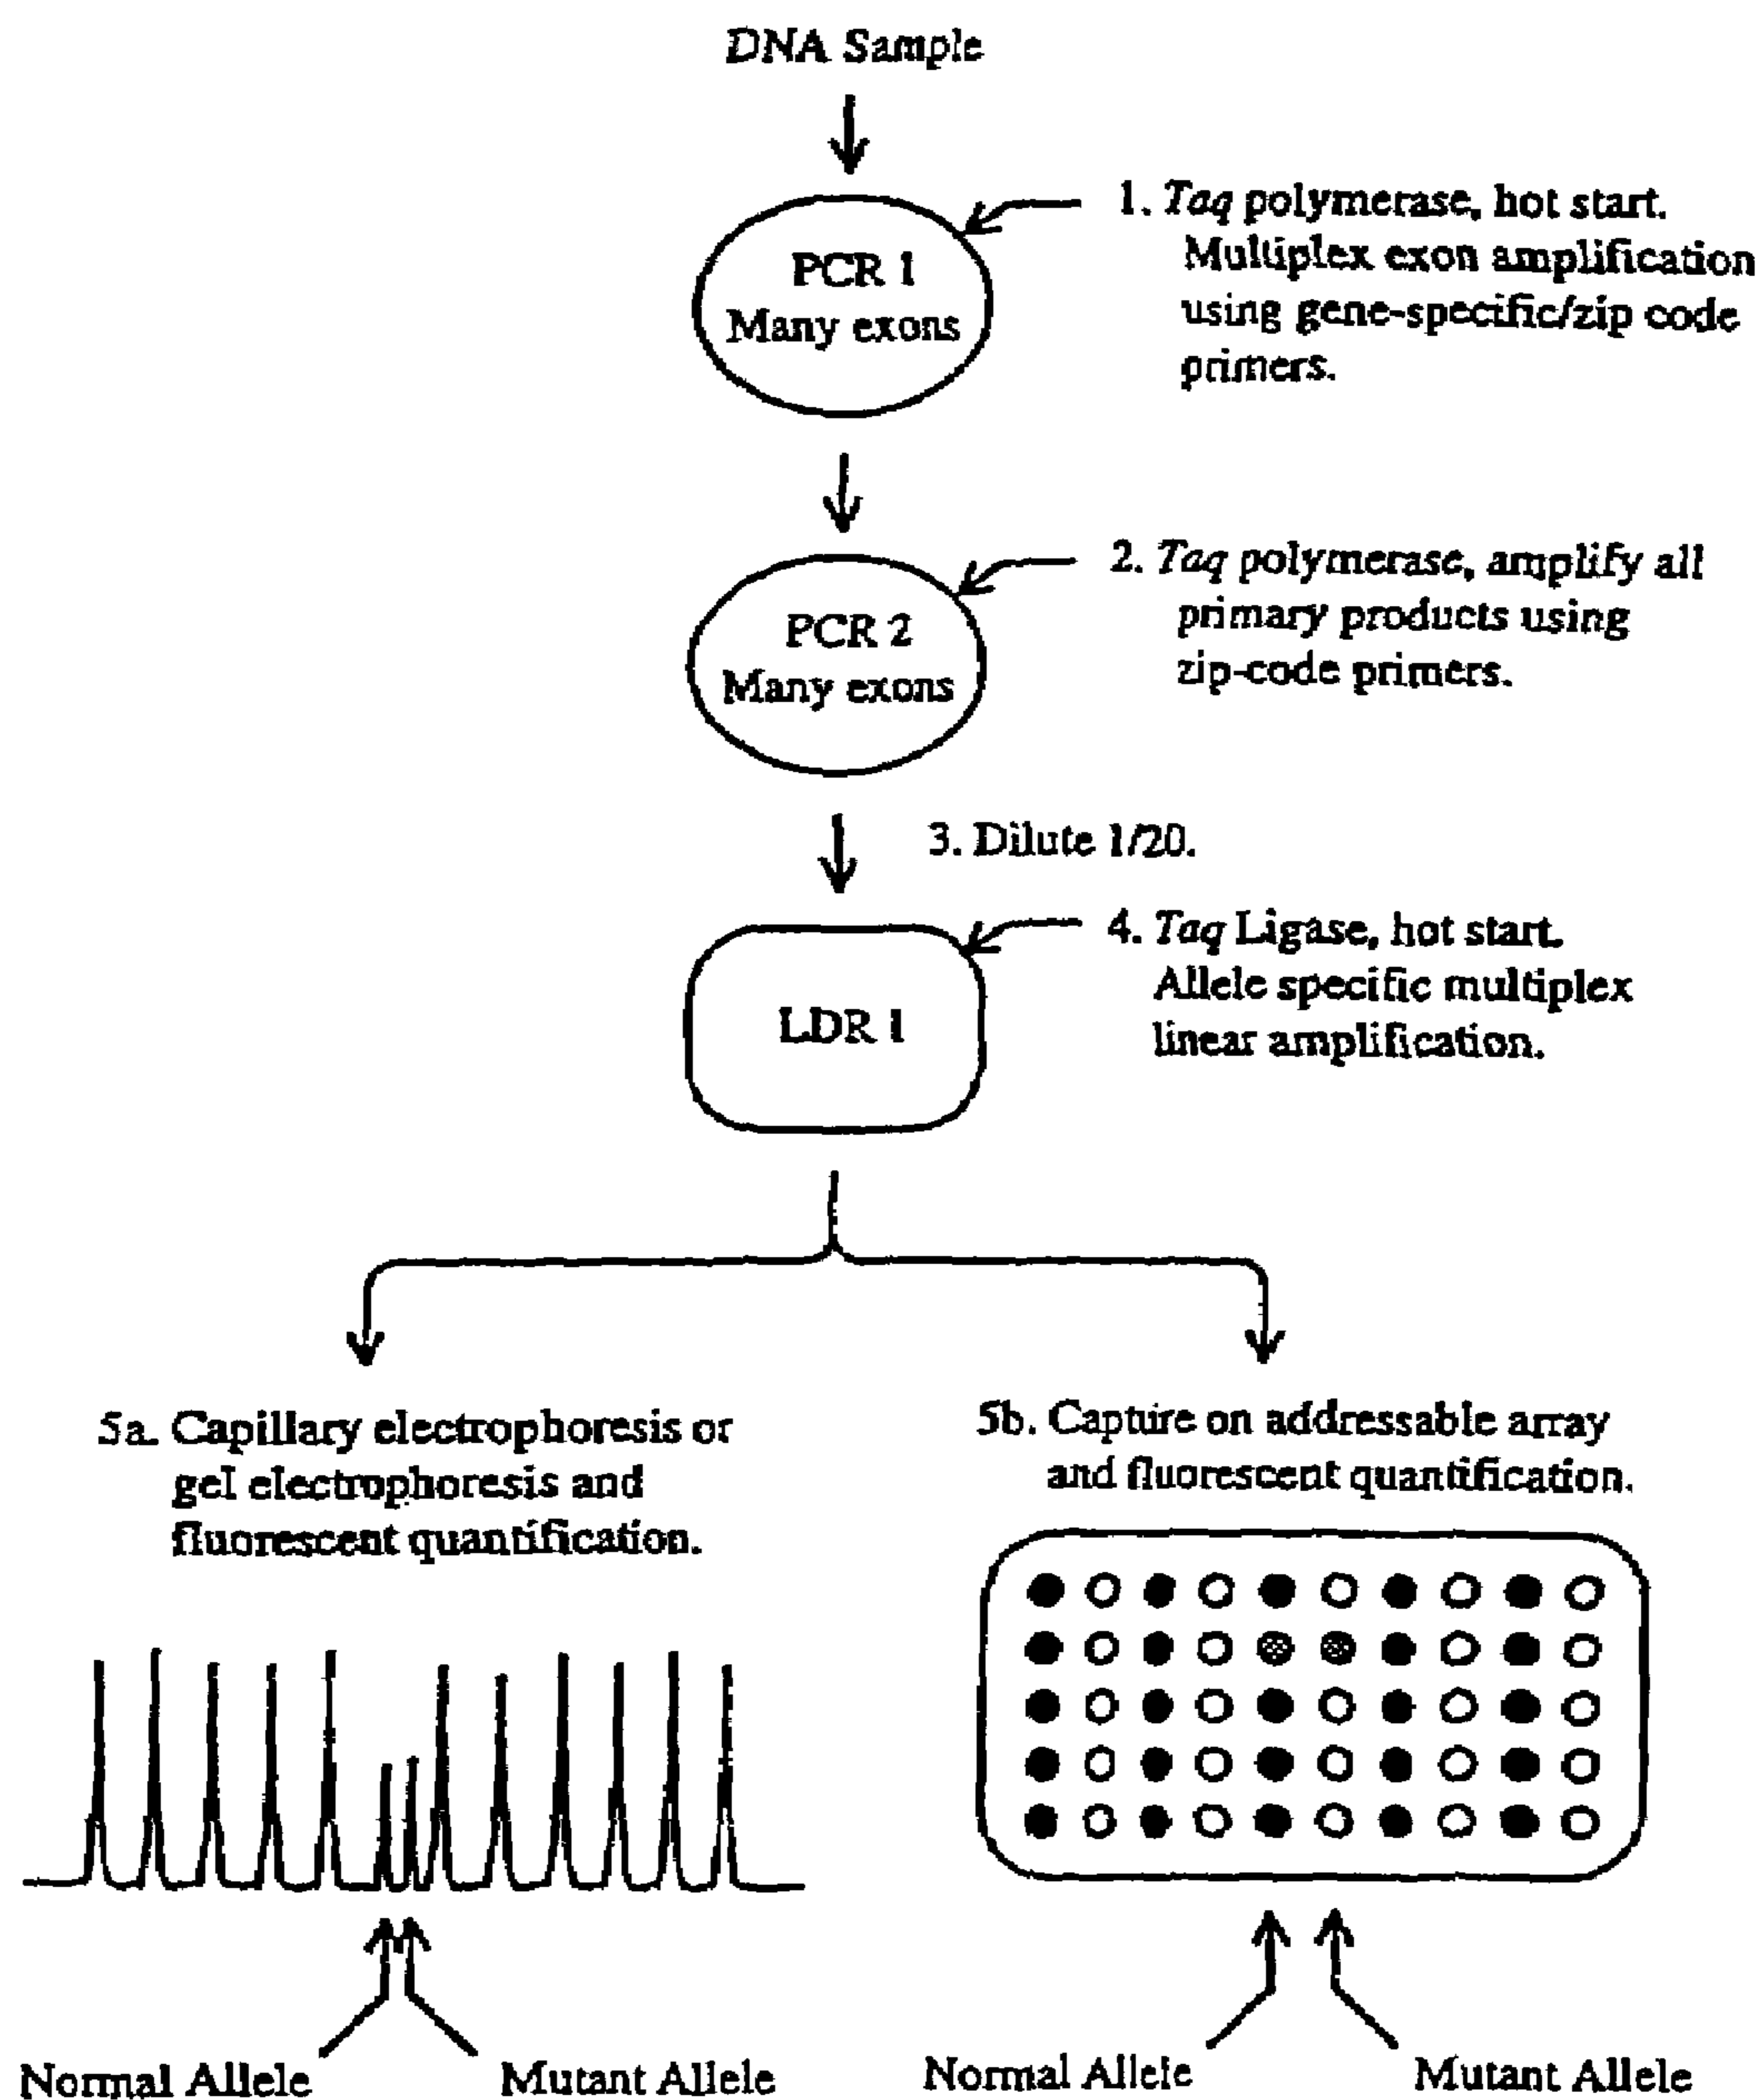 DNA Sample
PCR 1
Many exons
1. Taq polymerase, hot start.
Multiplex exon amplification
using gene-specific/zip code
primers.
PCR 2
Many exons
2. Taq polymerase, amplify all
primary products using
zip-code primers.
3. Dilute 1/20.
LDR 1
4. Taq Ligase, hot start.
Allele specific multiplex
linear amplification.
5a. Capillary electrophoresis or
gel electrophoresis and
fluorescent quantification.
5b. Capture on addressable array
and fluorescent quantification.
Normal Allele
Mutant Allele
Normal Allele
Mutant Allele